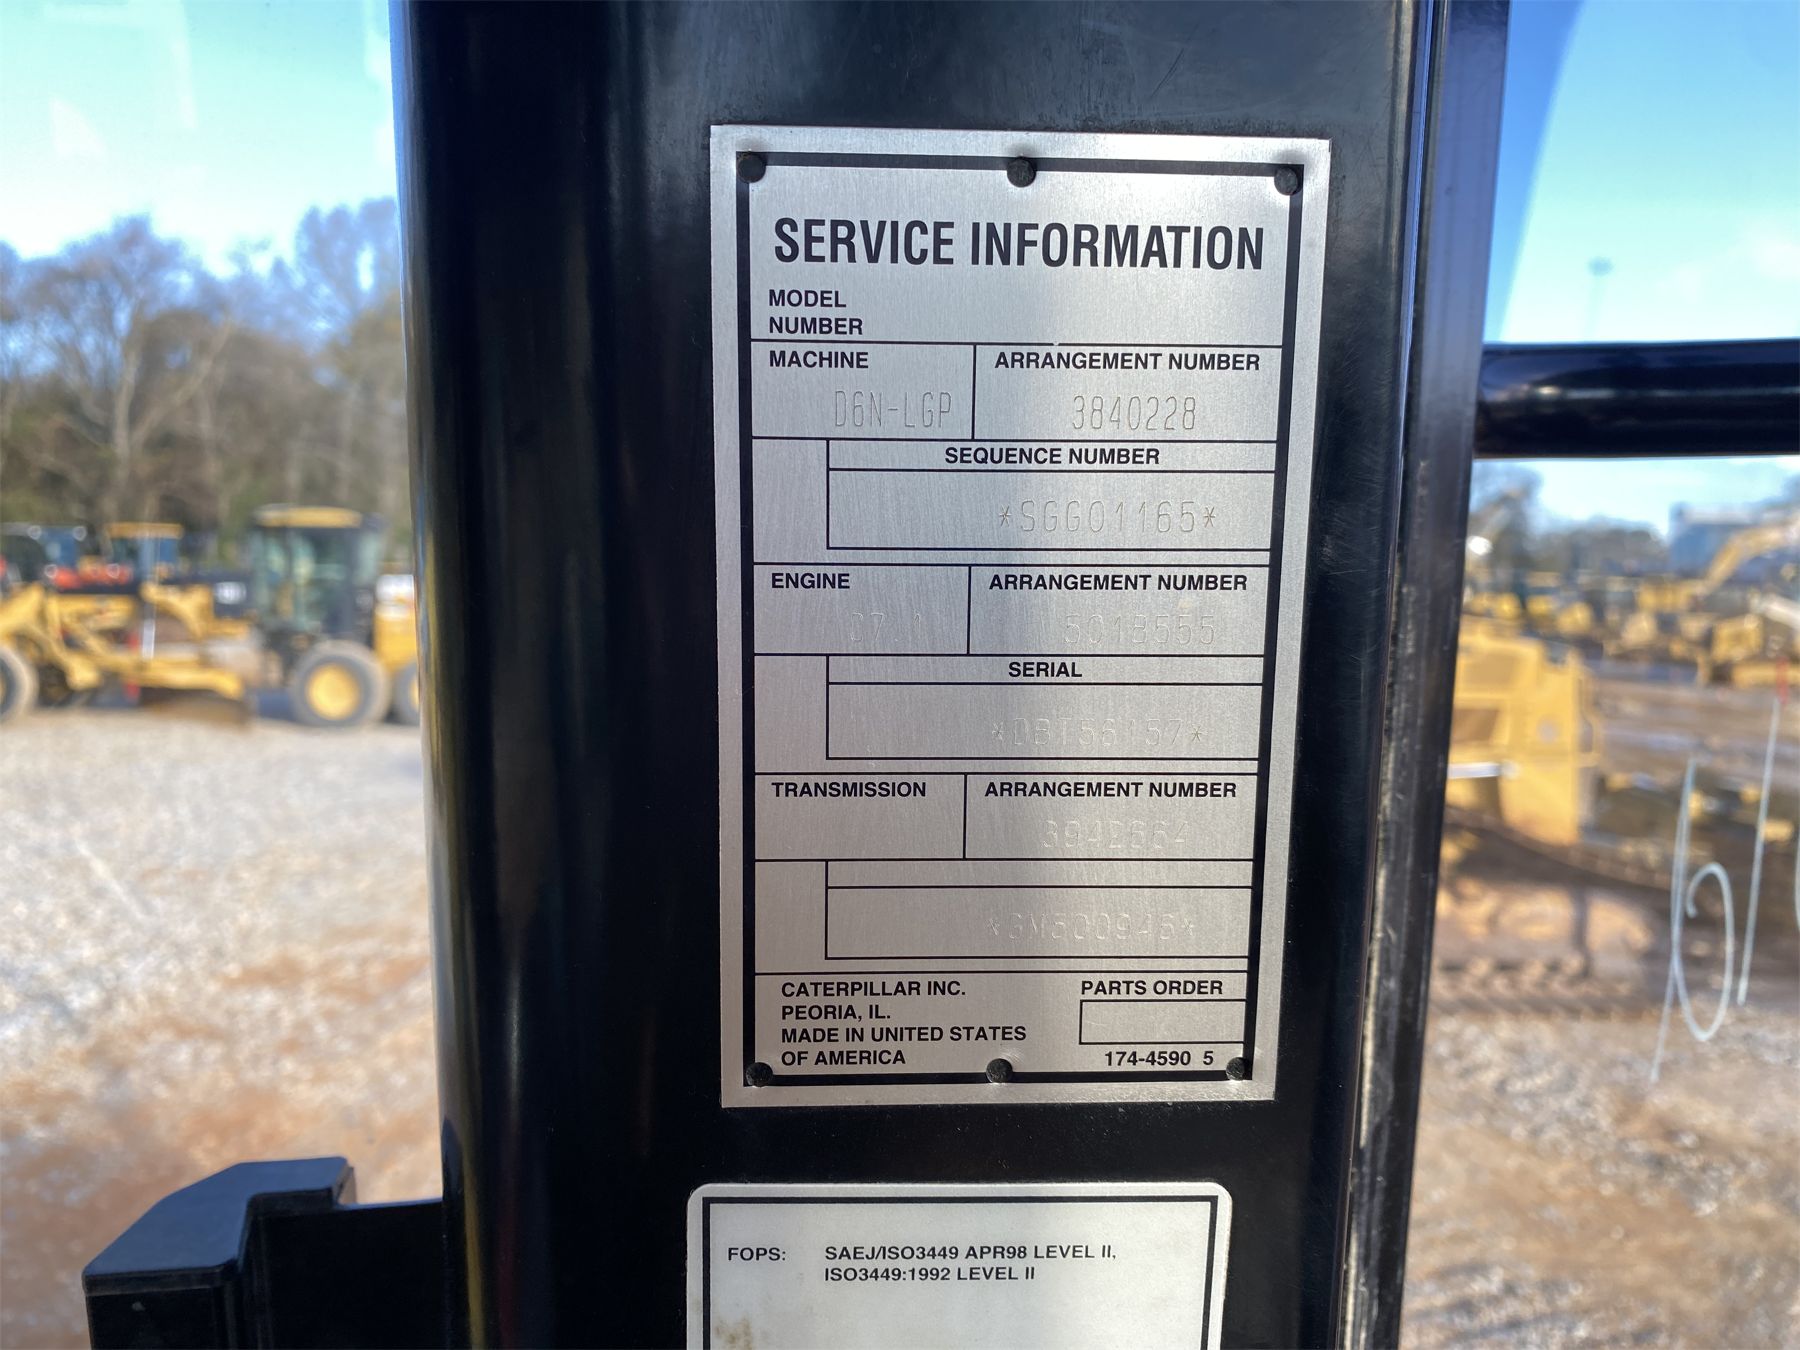 SERVICE INFORMATION
MODEL
NUMBER
MACHINE
ARRANGEMENT NUMBER
D6N-LGP
3840228
SEQUENCE NUMBER
*SGG01165*
ENGINE
ARRANGEMENT NUMBER
C7.1
SERIAL
TRANSMISSION
ARRANGEMENT NUMBER
CATERPILLAR INC.
PEORIA, IL.
MADE IN UNITED STATES
OF AMERICA
PARTS ORDER
174-4590 5
FOPS: SAEJ/ISO3449 APR98 LEVEL II,
ISO3449:1992 LEVEL II